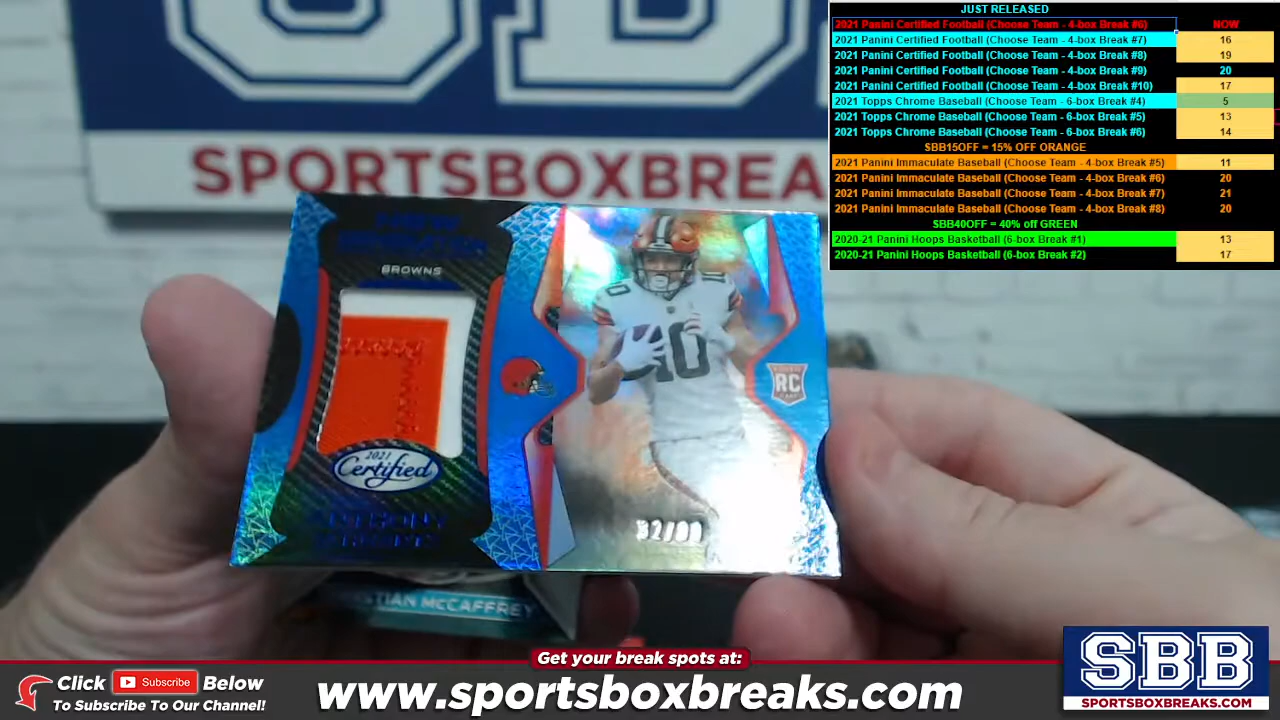 SPORTSBOXBREA
JUST RELEASED
2021 Panini Certified Football (Choose Team - 4-box Break #6) NOW
2021 Panini Certified Football (Choose Team - 4-box Break #7) 16
2021 Panini Certified Football (Choose Team - 4-box Break #8) 19
2021 Panini Certified Football (Choose Team - 4-box Break #9) 20
2021 Panini Certified Football (Choose Team - 4-box Break #10) 17
2021 Topps Chrome Baseball (Choose Team - 6-box Break #4) 5
2021 Topps Chrome Baseball (Choose Team - 6-box Break #5) 13
2021 Topps Chrome Baseball (Choose Team - 6-box Break #6) 14
SBB15OFF = 15% OFF ORANGE
2021 Panini Immaculate Baseball (Choose Team - 4-box Break #5) 11
2021 Panini Immaculate Baseball (Choose Team - 4-box Break #6) 20
2021 Panini Immaculate Baseball (Choose Team - 4-box Break #7) 21
2021 Panini Immaculate Baseball (Choose Team - 4-box Break #8) 20
SBB40OFF = 40% off GREEN
2020-21 Panini Hoops Basketball (6-box Break #1) 13
2020-21 Panini Hoops Basketball (6-box Break #2) 17
BROWNS
10
10
RC
2021
Certified
STIAN McCAFFREY
Get your break spots at:
Click Subscribe Below
To Subscribe To Our Channel!
www.sportsboxbreaks.com
SBB
SPORTSBOXBREAKS.COM